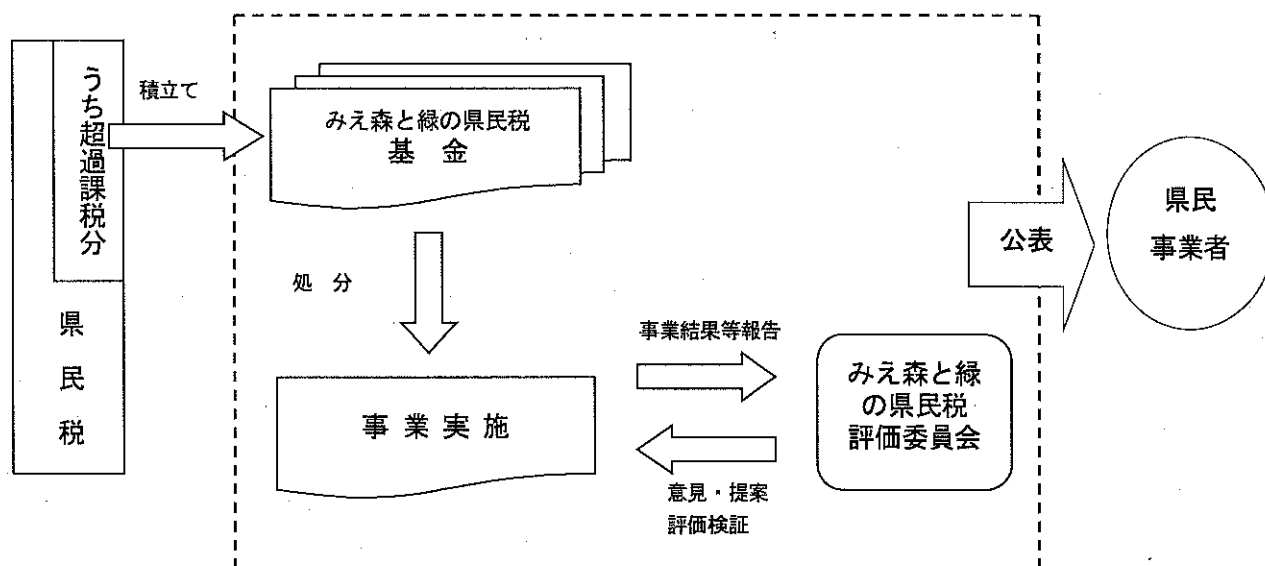 うち超過課税分
県民税
積立て
みえ森と緑の県民税
基 金
処 分
事 業 実 施
事業結果等報告
意見・提案
評価検証
みえ森と緑
の県民税
評価委員会
公表
県民
事業者